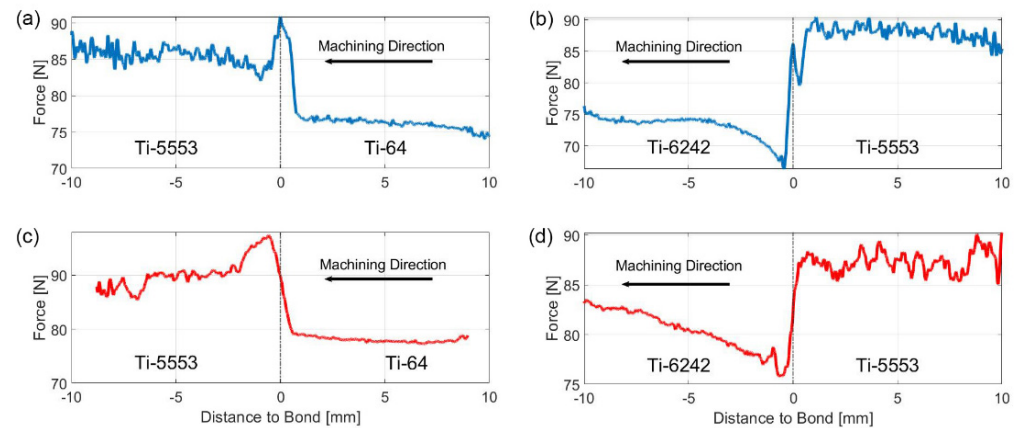 (a)
Force [N]
90
85
80
75
70
Machining Direction
Ti-5553
Ti-64
-10
-5
0
5
10
(b)
Force [N]
90
85
80
75
70
Machining Direction
Ti-6242
Ti-5553
-10
-5
0
5
10
(c)
Force [N]
90
80
70
Machining Direction
Ti-5553
Ti-64
-10
-5
0
5
10
Distance to Bond [mm]
(d)
Force [N]
90
85
80
75
Machining Direction
Ti-6242
Ti-5553
-10
-5
0
5
10
Distance to Bond [mm]